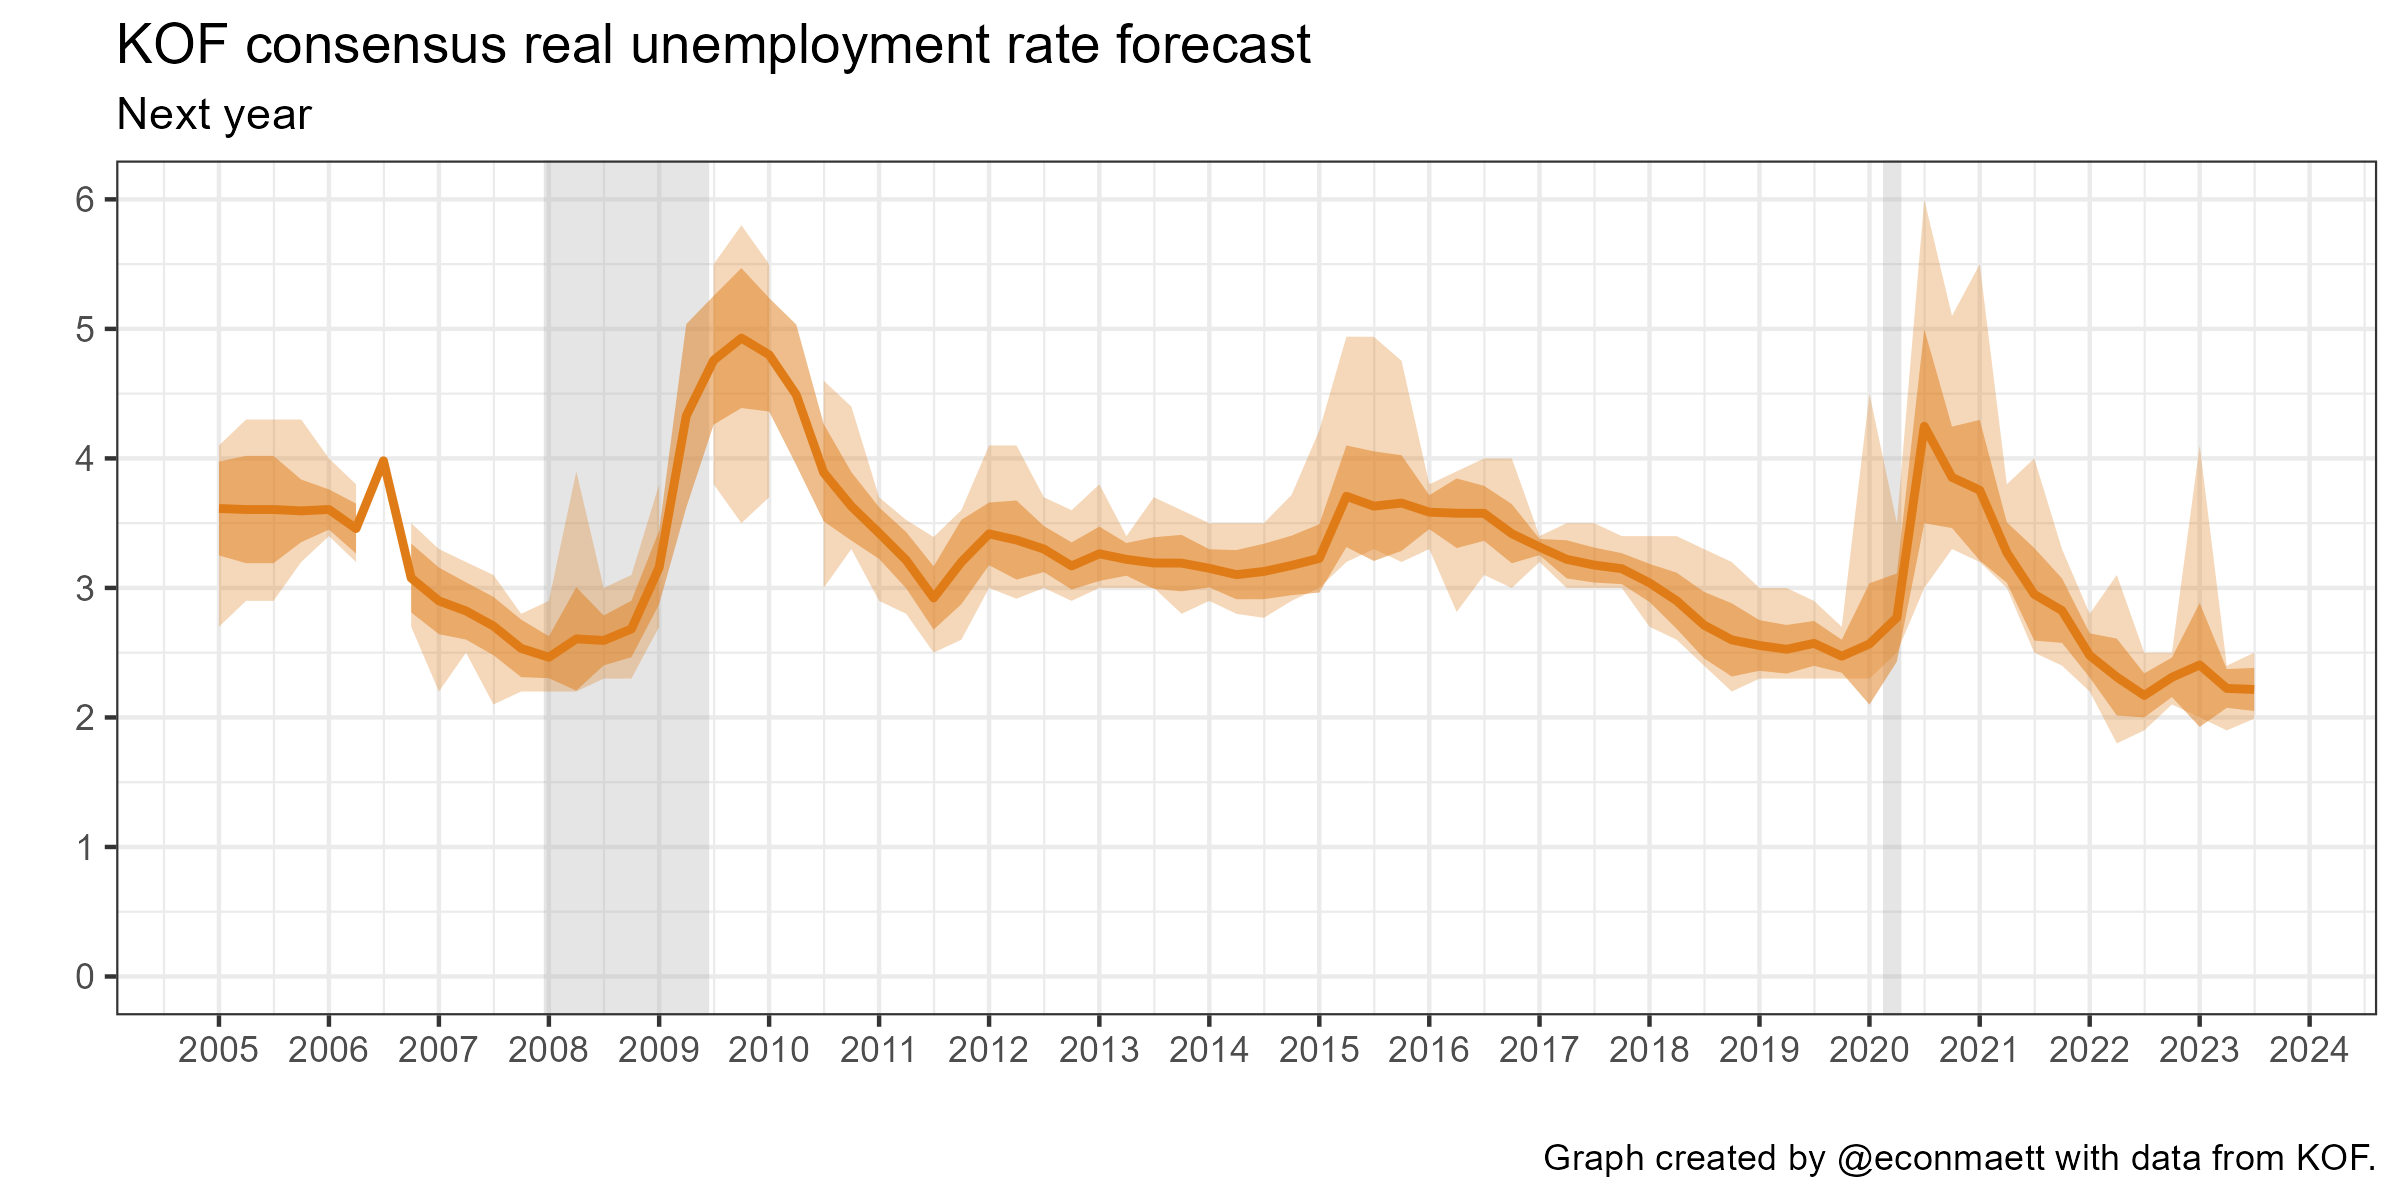 KOF consensus real unemployment rate forecast
Next year
6
5
4
3
2
1
0
2005 2006 2007 2008 2009 2010 2011 2012 2013 2014 2015 2016 2017 2018 2019 2020 2021 2022 2023 2024
Graph created by @econmaett with data from KOF.